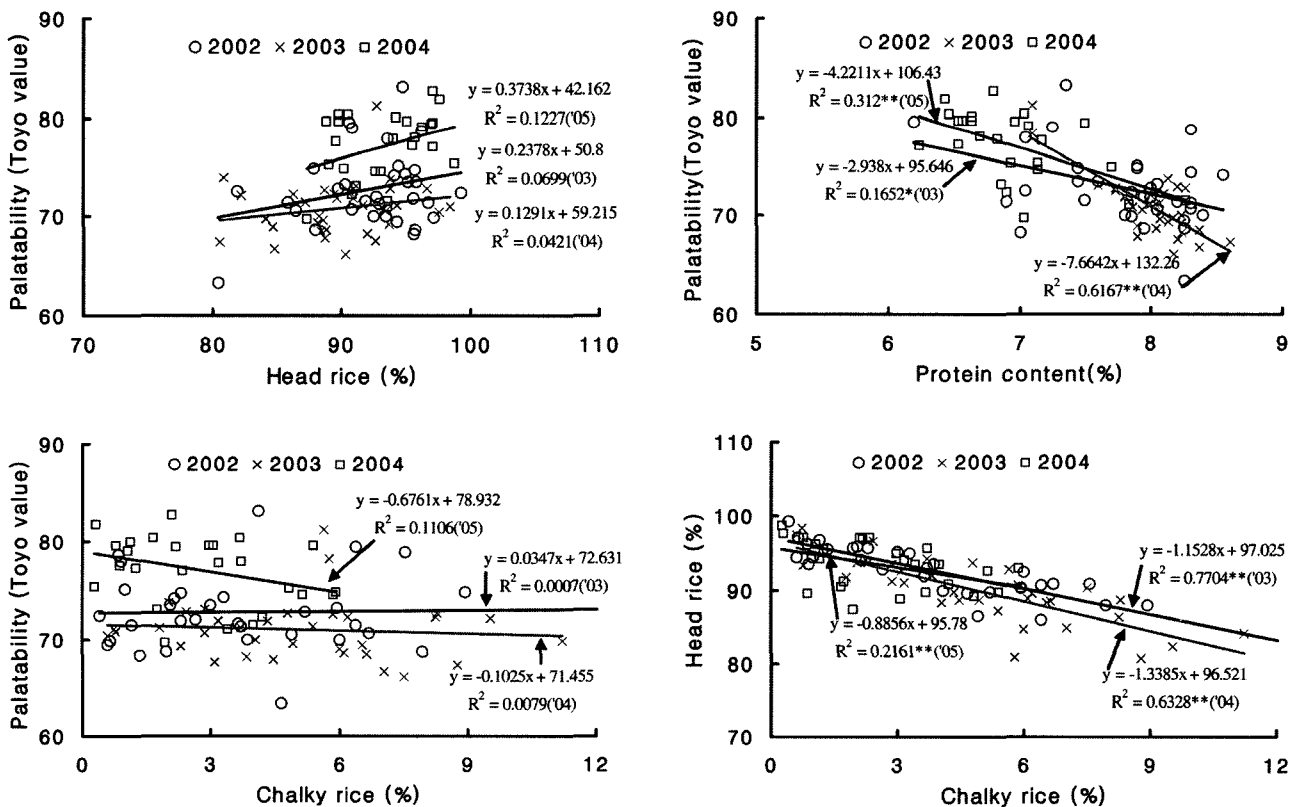 Palatability (Toyo value)
90
80
70
60
○ 2002 × 2003 □ 2004
y = 0.3738x + 42.162
R² = 0.1227('05)
y = 0.2378x + 50.8
R² = 0.0699('03)
y = 0.1291x + 59.215
R² = 0.0421('04)
70 80 90 100 110
Head rice (%)
Palatability(Toyo value)
90
80
70
60
○ 2002 × 2003 □ 2004
y = -4.2211x + 106.43
R² = 0.312**('05)
y = -2.938x + 95.646
R² = 0.1652*('03)
y = -7.6642x + 132.26
R² = 0.6167**('04)
5 6 7 8 9
Protein content(%)
Palatability (Toyo value)
90
80
70
60
○ 2002 × 2003 □ 2004
y = -0.6761x + 78.932
R² = 0.1106('05)
y = 0.0347x + 72.631
R² = 0.0007('03)
y = -0.1025x + 71.455
R² = 0.0079('04)
0 3 6 9 12
Chalky rice (%)
Head rice (%)
110
100
90
80
70
○ 2002 × 2003 □ 2004
y = -1.1528x + 97.025
R² = 0.7704**('03)
y = -0.8856x + 95.78
R² = 0.2161**('05)
y = -1.3385x + 96.521
R² = 0.6328**('04)
0 3 6 9 12
Chalky rice (%)